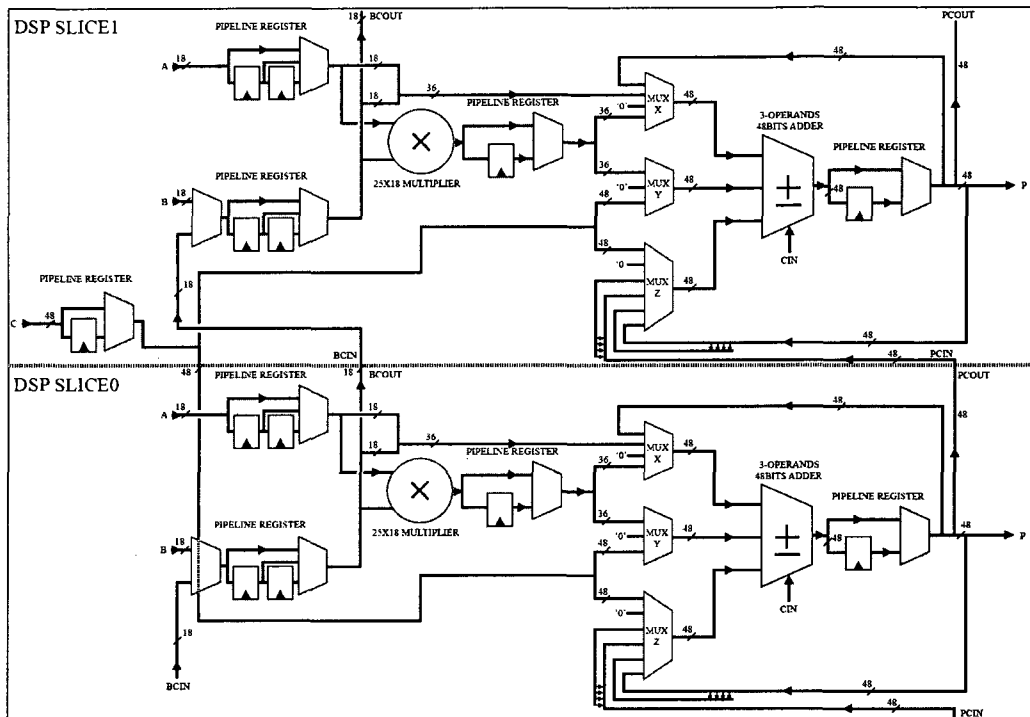 18 BCOUT
PCOUT
DSP SLICE1
PIPELINE REGISTER
A 18
18
18
36
48
48
48
PIPELINE REGISTER
36
'0'
MUX X
48
3-OPERANDS
48BITS ADDER
PIPELINE REGISTER
25X18 MULTIPLIER
36
'0'
48
MUX Y
48
48
48
P
PIPELINE REGISTER
B 18
CIN
48
'0'
MUX Z
48
PIPELINE REGISTER
18
C 48
48
BCIN
48
PCIN
DSP SLICE0
48
18
BCOUT
PCOUT
PIPELINE REGISTER
A 18
18
18
36
48
48
48
PIPELINE REGISTER
36
'0'
MUX X
48
3-OPERANDS
48BITS ADDER
PIPELINE REGISTER
25X18 MULTIPLIER
36
'0'
48
MUX Y
48
48
48
P
PIPELINE REGISTER
B 18
CIN
48
'0'
MUX Z
48
18
48
BCIN
48
PCIN